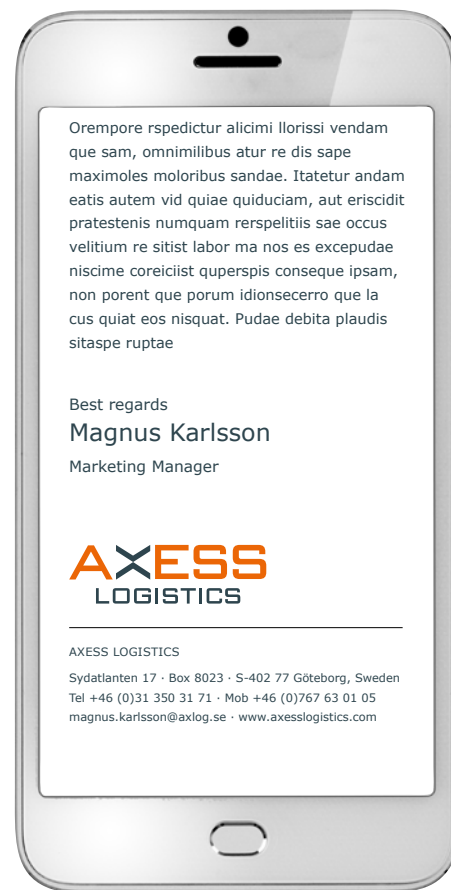 Orempore rspedictur alicimi llorissi vendam
que sam, omnimilibus atur re dis sape
maximoles moloribus sandae. Itatetur andam
eatis autem vid quiae quiduciam, aut eriscidit
pratestenis numquam rerspelitiis sae occus
velitium re sitist labor ma nos es excepudae
niscime coreiciist quperspis conseque ipsam,
non porent que porum idionsecerro que la
cus quiat eos nisquat. Pudae debita plaudis
sitaspe ruptae
Best regards
Magnus Karlsson
Marketing Manager
AXESS
LOGISTICS
AXESS LOGISTICS
Sydatlanten 17 · Box 8023 · S-402 77 Göteborg, Sweden
Tel +46 (0)31 350 31 71 · Mob +46 (0)767 63 01 05
magnus.karlsson@axlog.se · www.axesslogistics.com